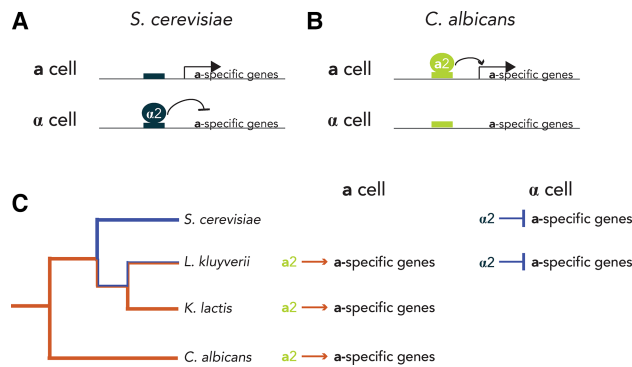 A S. cerevisiae
a cell a-specific genes
α cell α2 a-specific genes
B C. albicans
a cell a2 a-specific genes
α cell a-specific genes
C a cell α cell
S. cerevisiae α2 a-specific genes
L. kluyverii a2 a-specific genes α2 a-specific genes
K. lactis a2 a-specific genes
C. albicans a2 a-specific genes